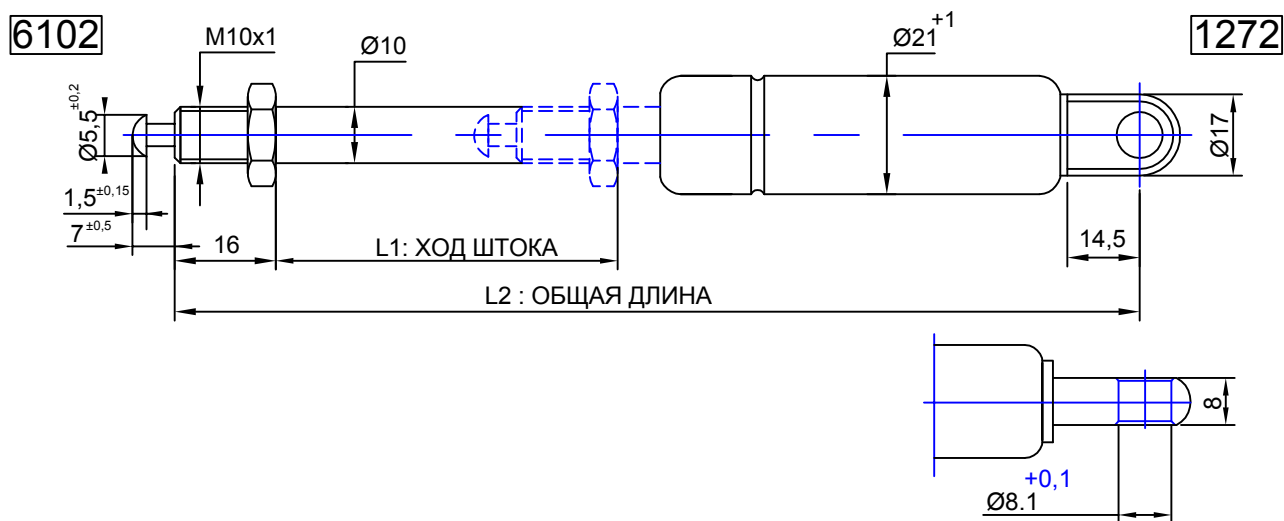 6102
M10x1
Ø10
Ø21 +1
1272
Ø5,5 ±0,2
Ø17
1,5 ±0,15
7 ±0,5
16
L1: ХОД ШТОКА
14,5
L2 : ОБЩАЯ ДЛИНА
8
+0,1
Ø8.1